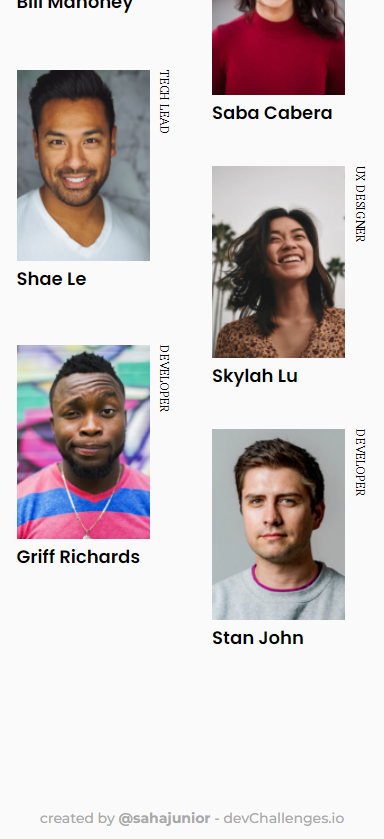 Bill Mahoney
Saba Cabera
TECH LEAD
Shae Le
UX DESIGNER
Skylah Lu
DEVELOPER
Griff Richards
DEVELOPER
Stan John
created by @sahajunior - devChallenges.io